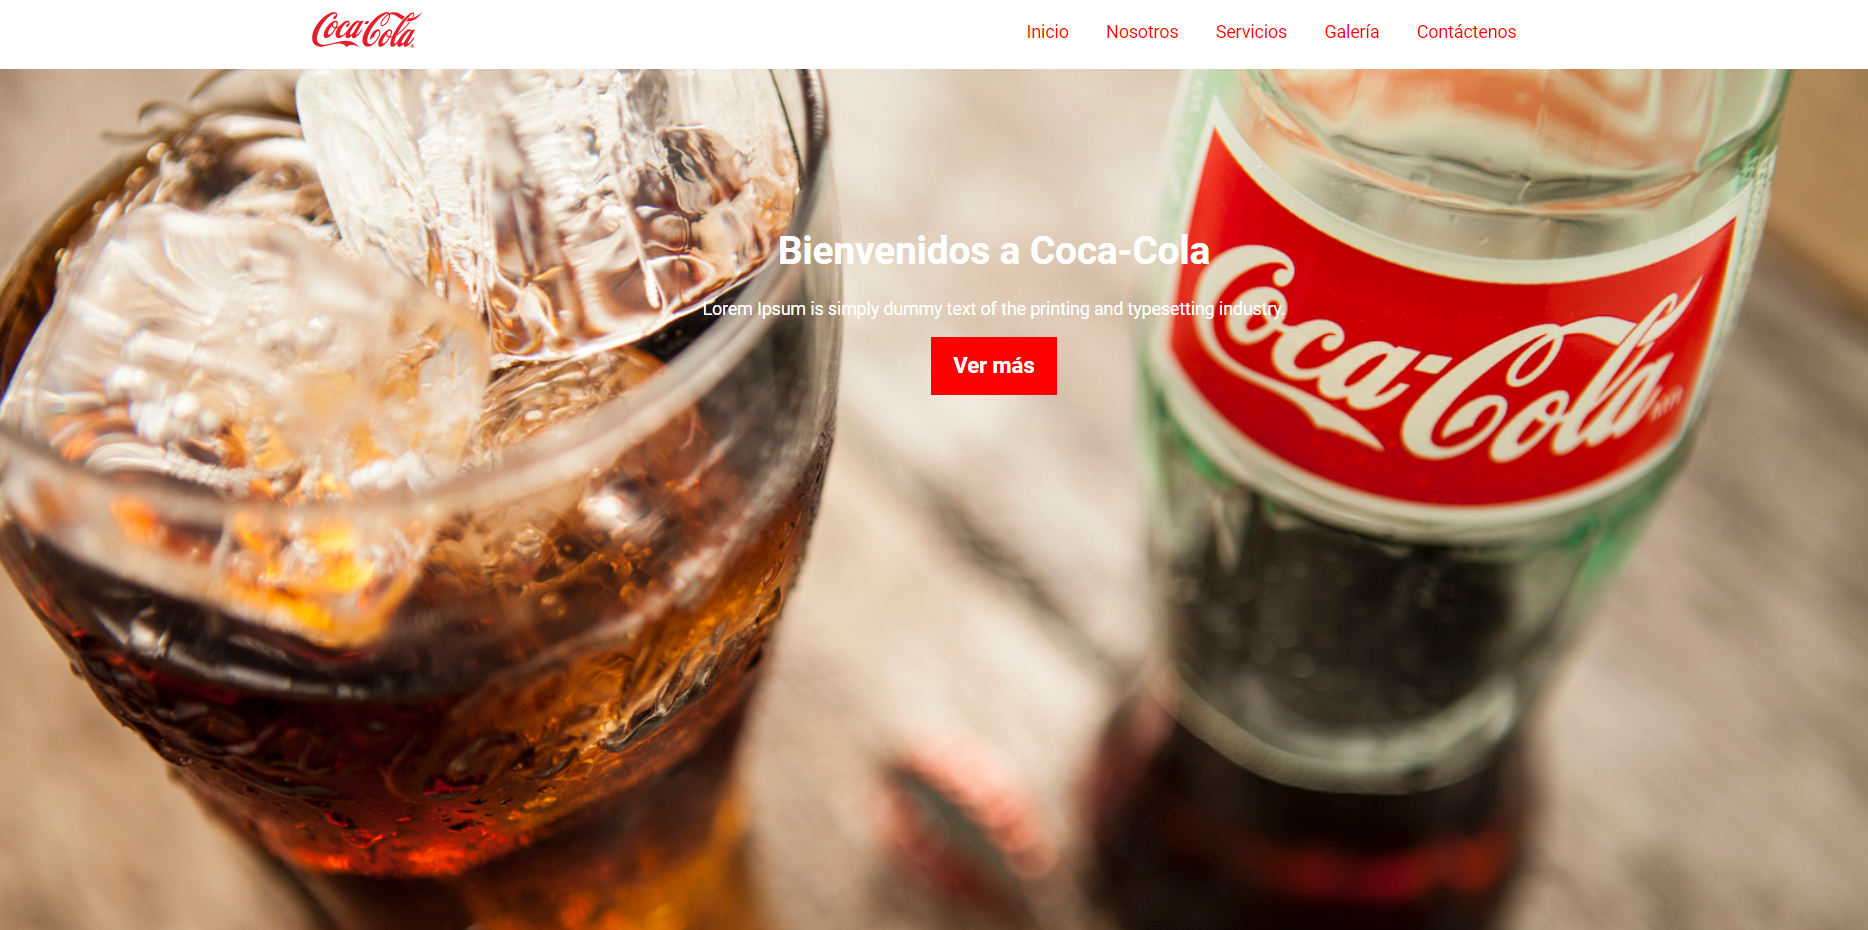 Coca-Cola
Inicio Nosotros Servicios Galería Contáctenos
Bienvenidos a Coca-Cola
Lorem Ipsum is simply dummy text of the printing and typesetting industry.
Ver más
Coca-Cola
MR